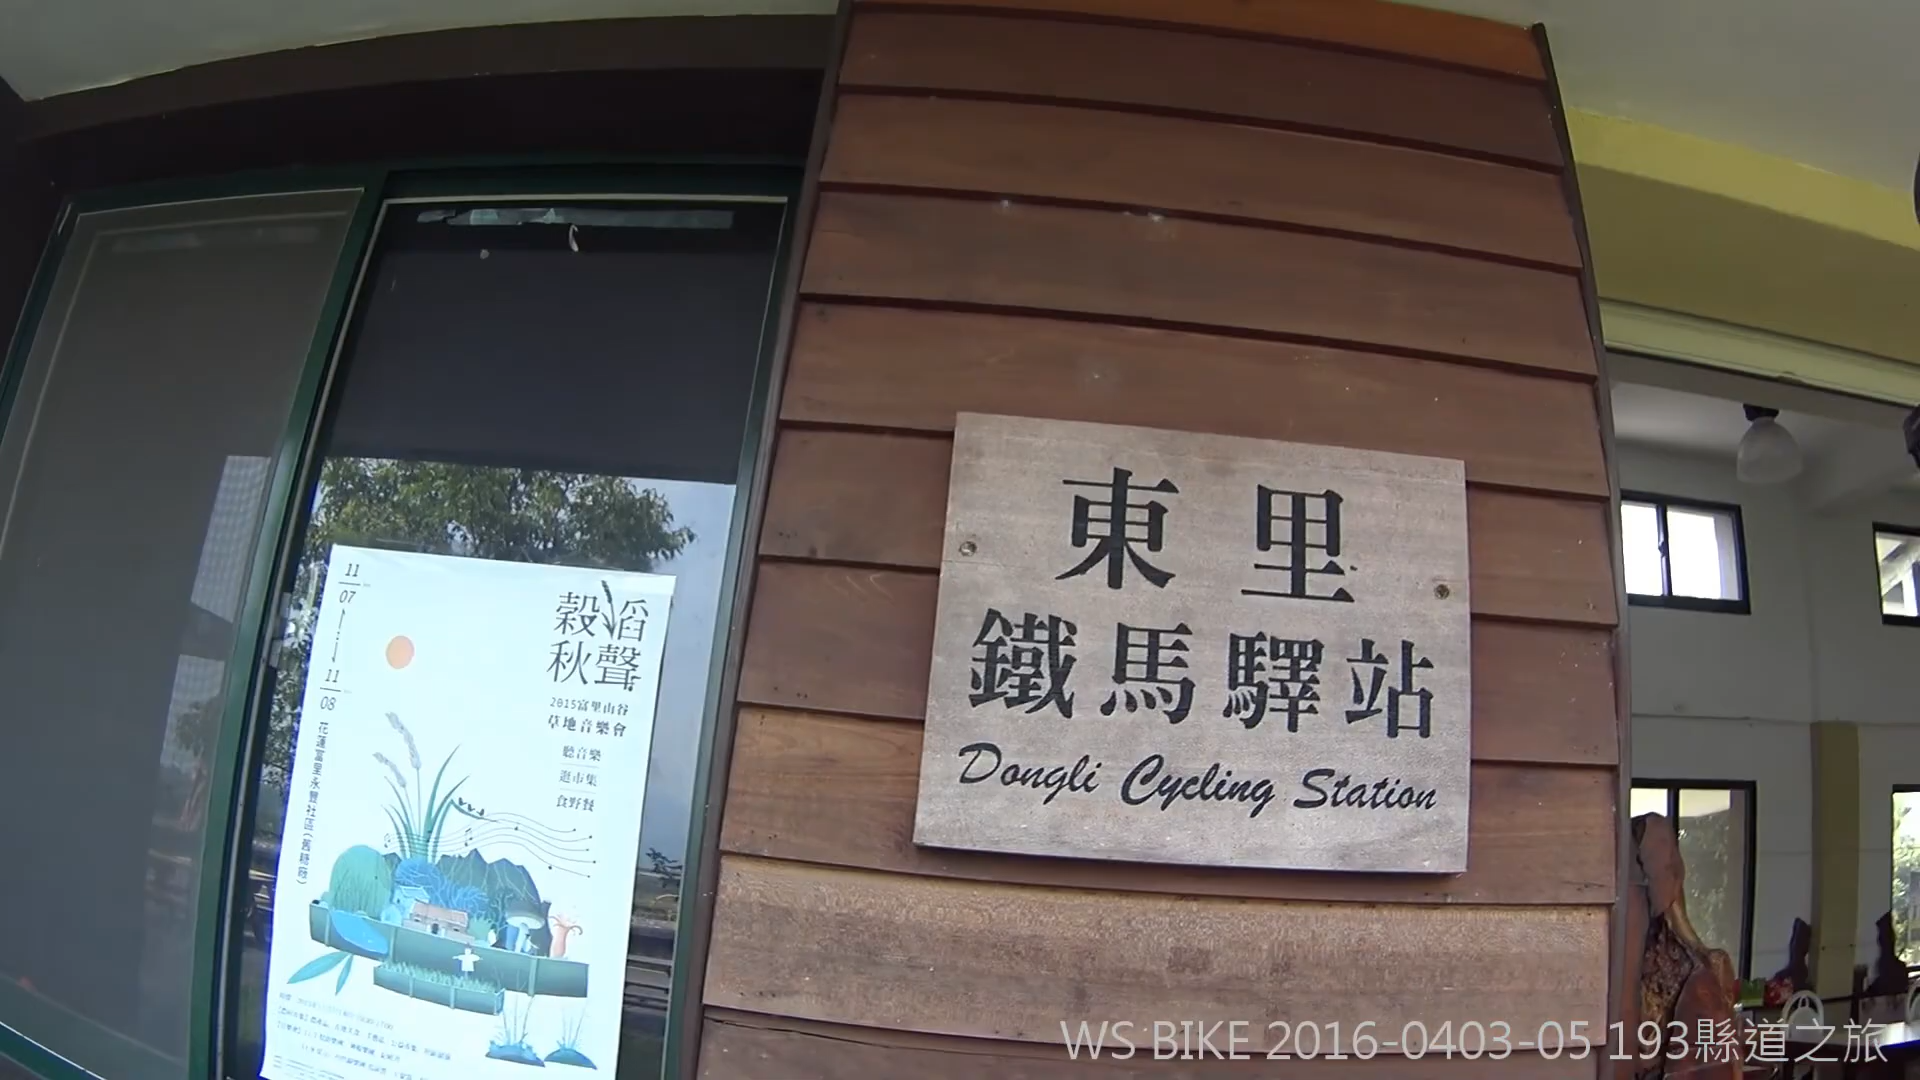 11
07
11
08
花蓮富里永豐社區(舊糖廍)
穀滔
秋聲
2015富里山谷
草地音樂會
聽音樂
逛市集
食野餐
東里
鐵馬驛站
Dongli Cycling Station
WS BIKE 2016-0403-05 193縣道之旅